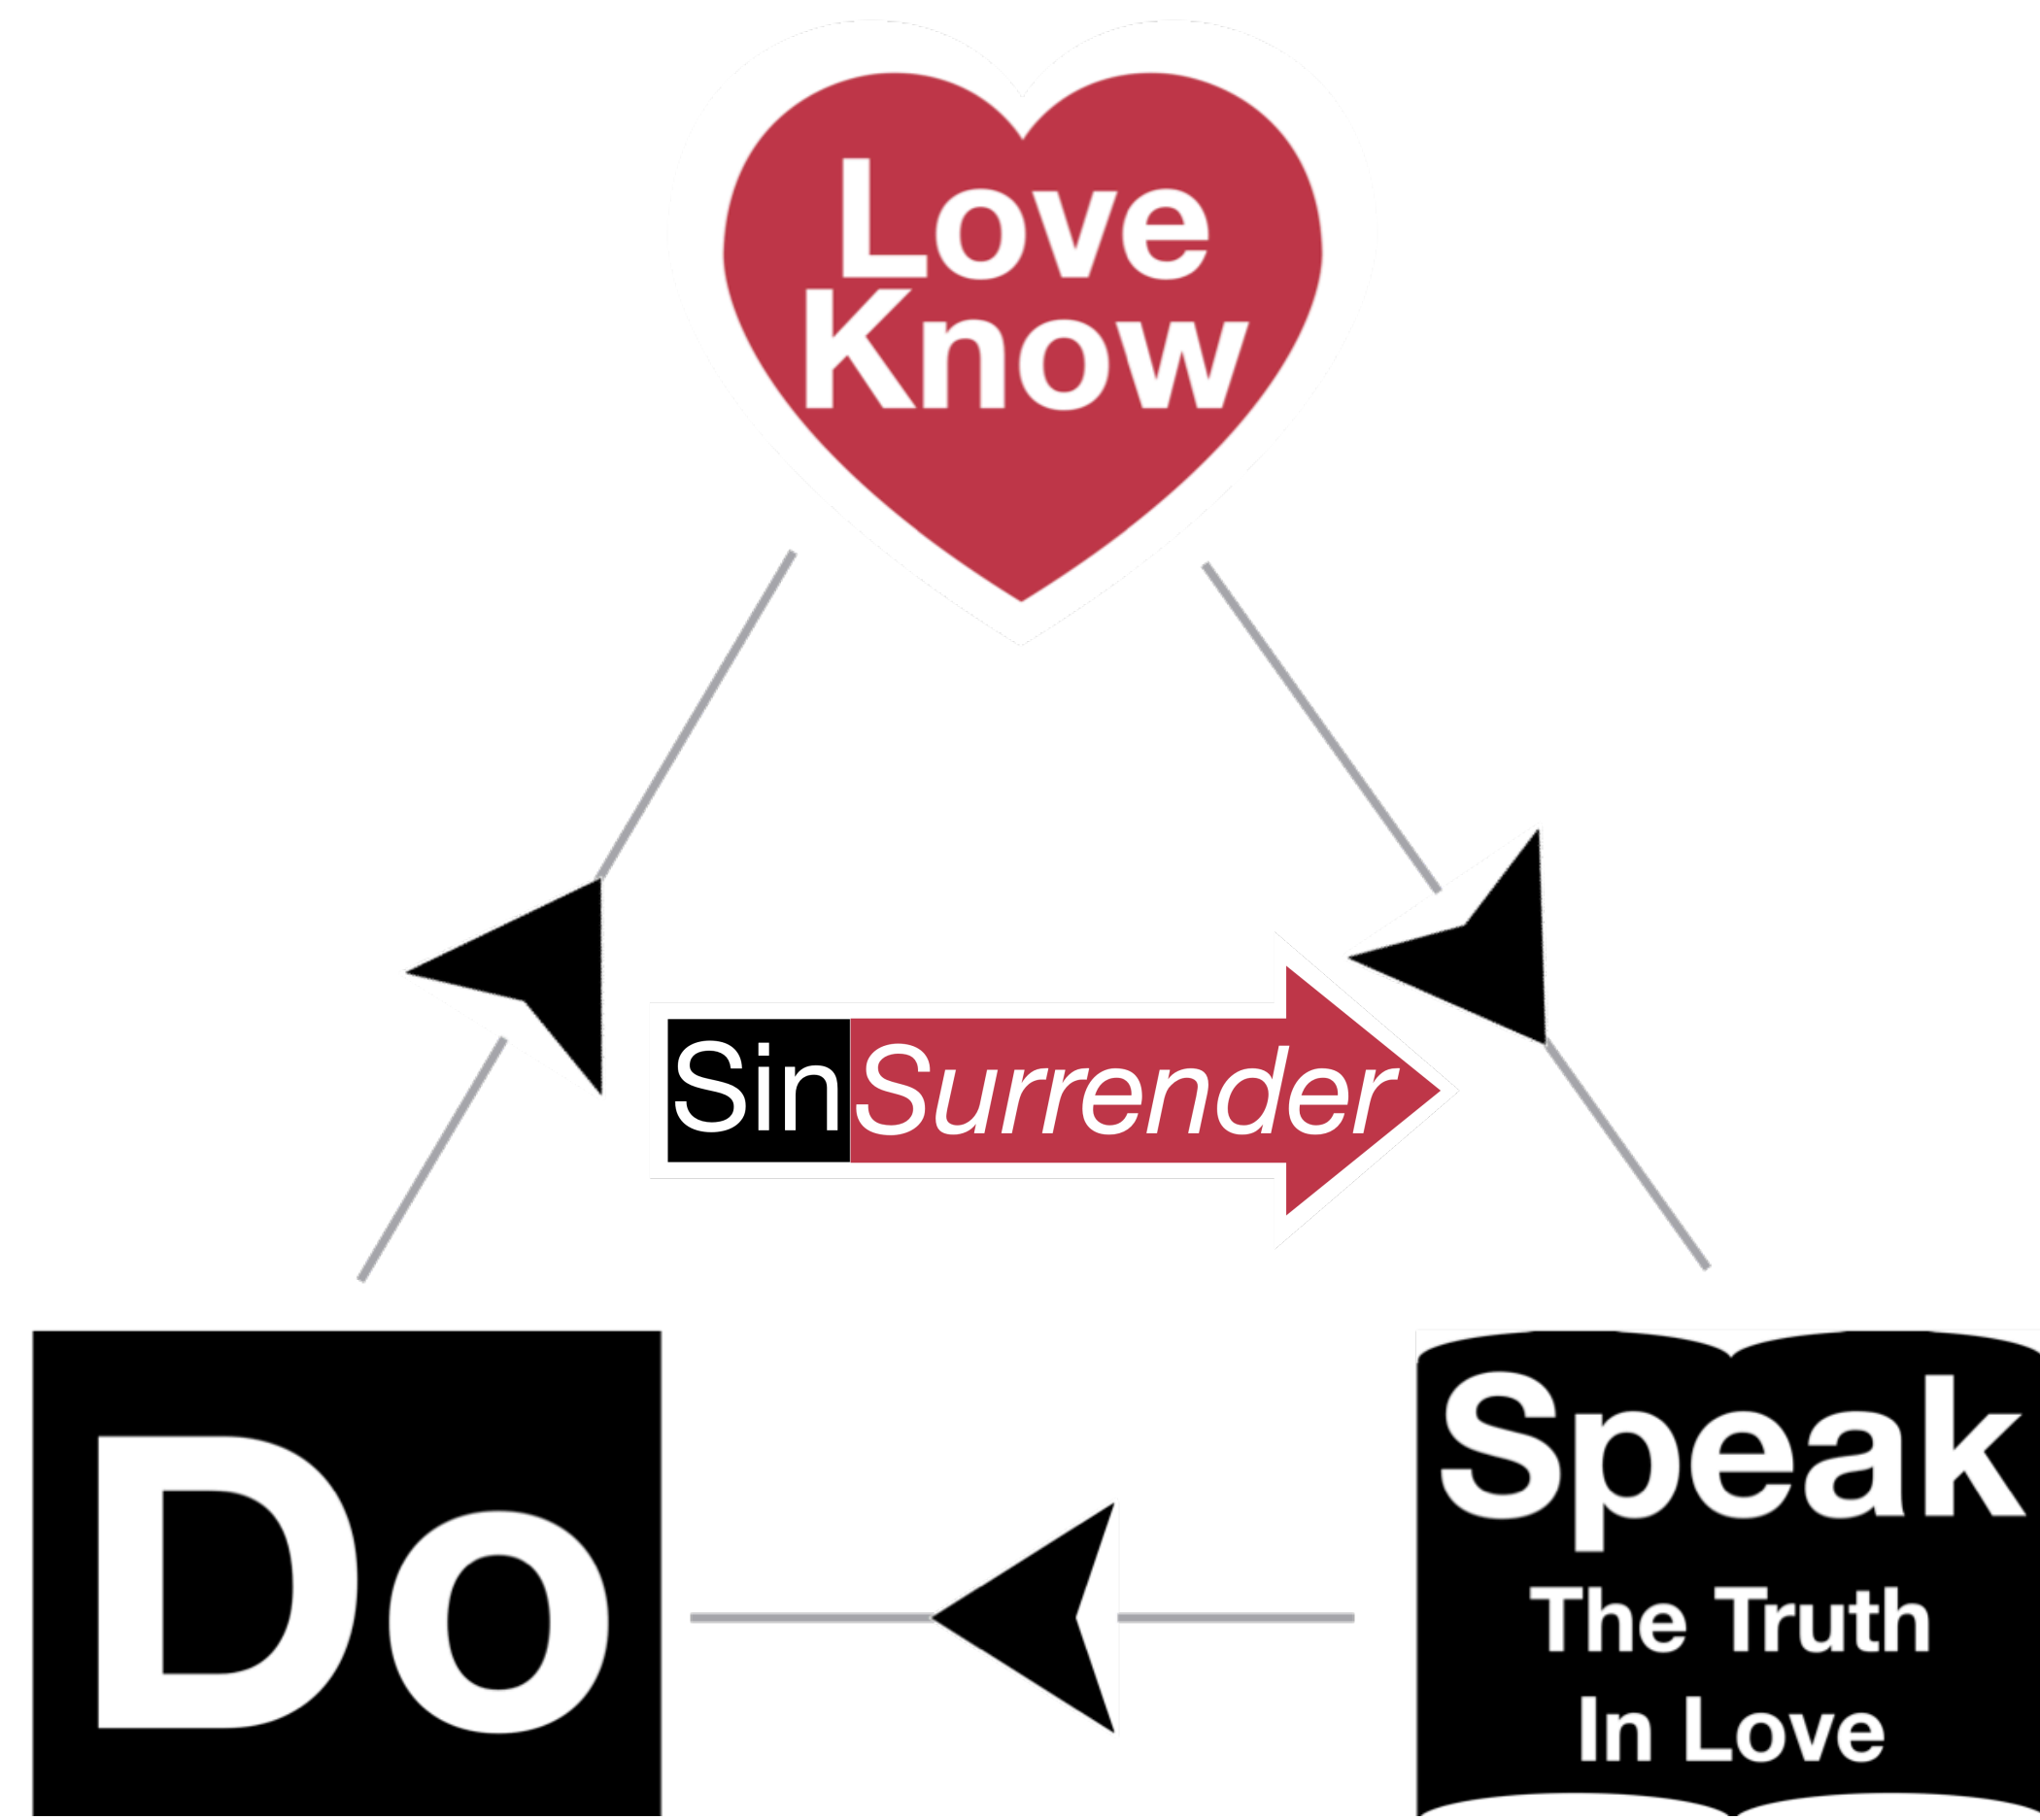 Love
Know
SinSurrender
Do
Speak
The Truth
In Love